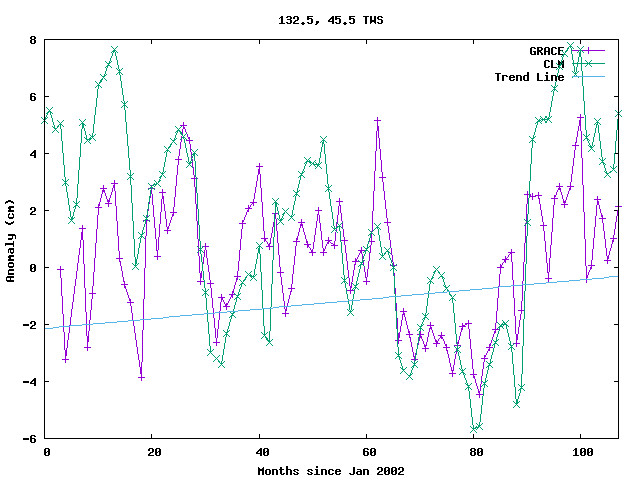 132.5, 45.5 TWS
GRACE
CLM
Trend Line
8
6
4
2
0
-2
-4
-6
Anomaly (cm)
0 20 40 60 80 100
Months since Jan 2002